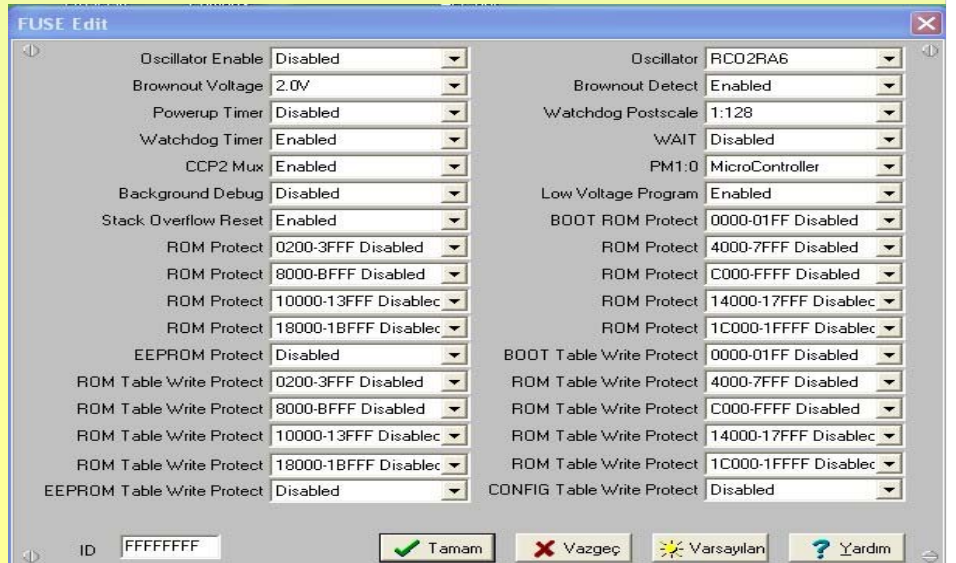 FUSE Edit
Oscillator Enable Disabled Oscillator RCO2RA6
Brownout Voltage 2.0V Brownout Detect Enabled
Powerup Timer Disabled Watchdog Postscale 1:128
Watchdog Timer Enabled WAIT Disabled
CCP2 Mux Enabled PM1:0 MicroController
Background Debug Disabled Low Voltage Program Enabled
Stack Overflow Reset Enabled BOOT ROM Protect 0000-01FF Disabled
ROM Protect 0200-3FFF Disabled ROM Protect 4000-7FFF Disabled
ROM Protect 8000-BFFF Disabled ROM Protect C000-FFFF Disabled
ROM Protect 10000-13FFF Disablec ROM Protect 14000-17FFF Disablec
ROM Protect 18000-1BFFF Disablec ROM Protect 1C000-1FFFF Disablec
EEPROM Protect Disabled BOOT Table Write Protect 0000-01FF Disabled
ROM Table Write Protect 0200-3FFF Disabled ROM Table Write Protect 4000-7FFF Disabled
ROM Table Write Protect 8000-BFFF Disabled ROM Table Write Protect C000-FFFF Disabled
ROM Table Write Protect 10000-13FFF Disablec ROM Table Write Protect 14000-17FFF Disablec
ROM Table Write Protect 18000-1BFFF Disablec ROM Table Write Protect 1C000-1FFFF Disablec
EEPROM Table Write Protect Disabled CONFIG Table Write Protect Disabled
ID FFFFFFFF Tamam Vazgeç Varsayılan Yardım